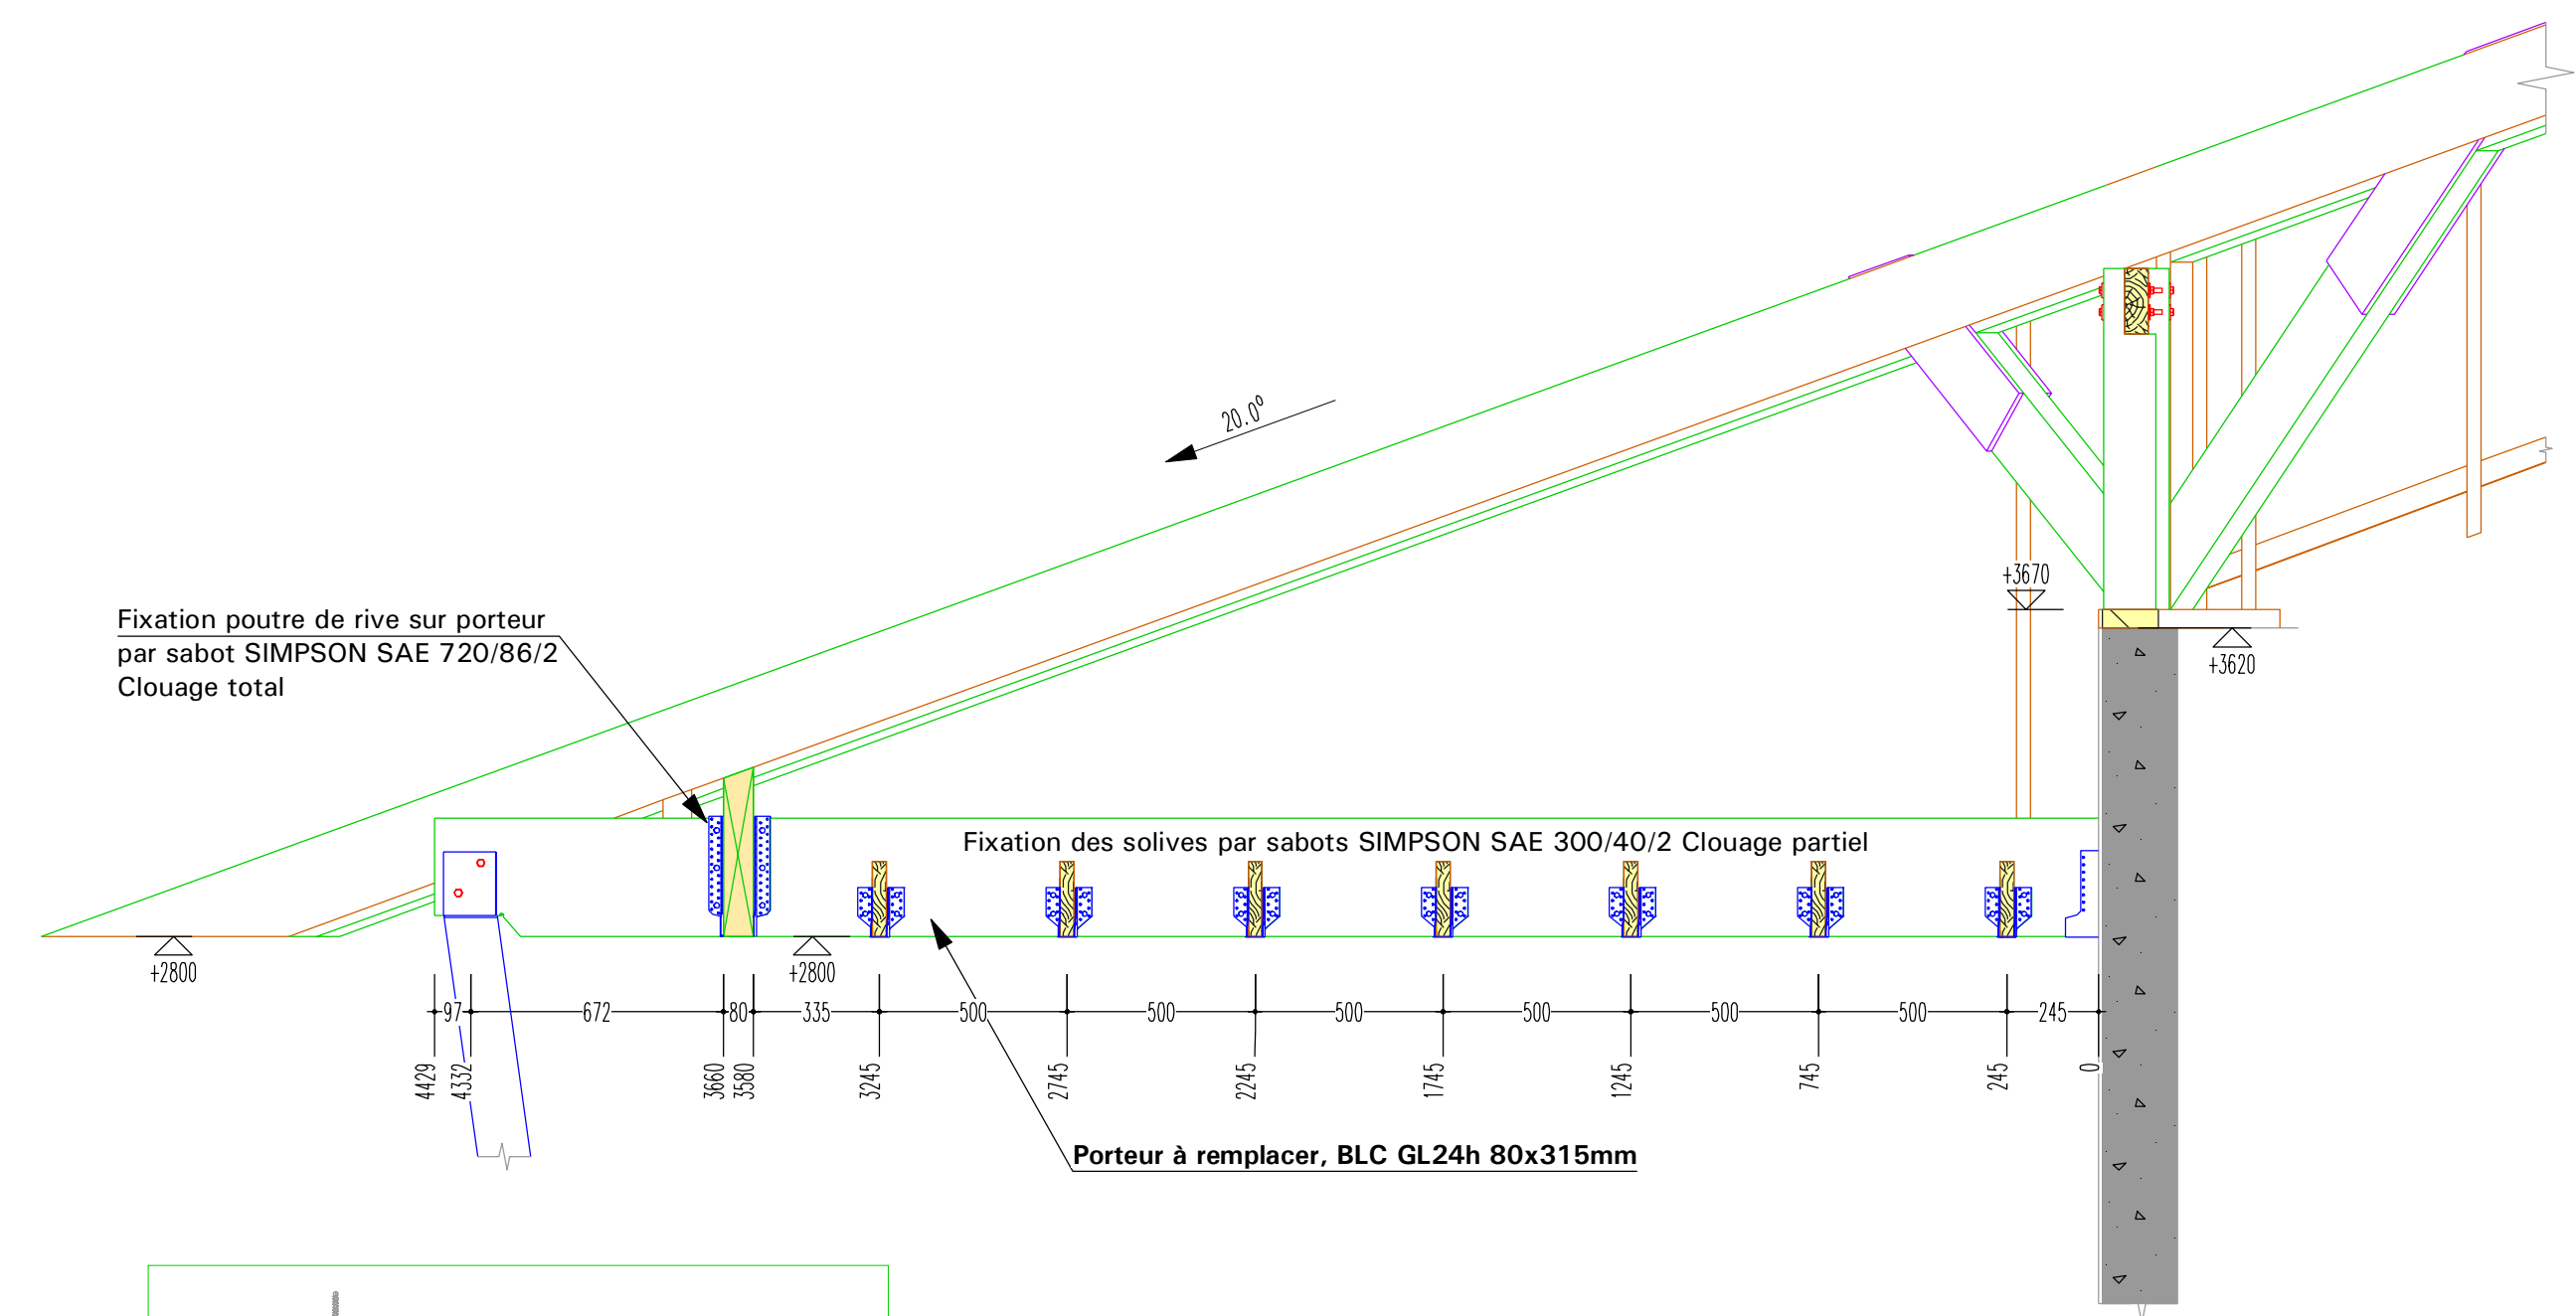 20.0°
+3670
+3620
Fixation poutre de rive sur porteur
par sabot SIMPSON SAE 720/86/2
Clouage total
Fixation des solives par sabots SIMPSON SAE 300/40/2 Clouage partiel
+2800
+2800
97 672 80 335 500 500 500 500 500 500 245
4429 4332 3660 3580 3245 2745 2245 1745 1245 745 245 0
Porteur à remplacer, BLC GL24h 80x315mm